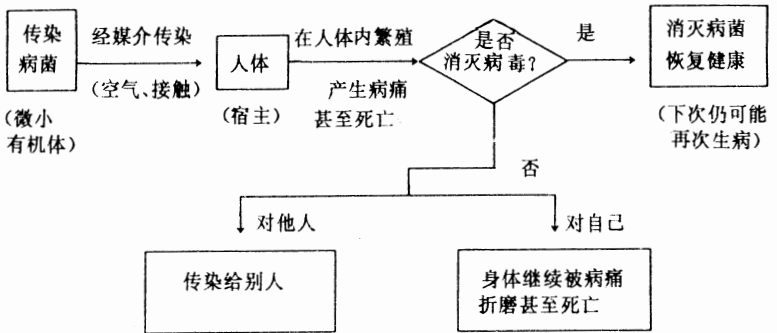 传染
病菌
(微小
有机体)
经媒介传染
(空气、接触)
人体
(宿主)
在人体内繁殖
产生病痛
甚至死亡
是否
消灭病毒?
是
消灭病菌
恢复健康
(下次仍可能
再次生病)
否
对他人
传染给别人
对自己
身体继续被病痛
折磨甚至死亡